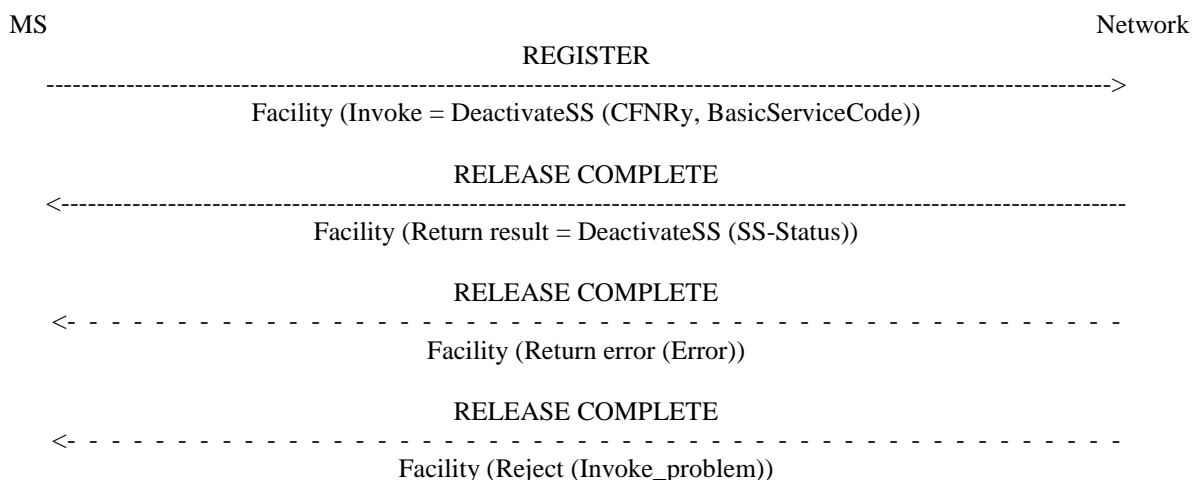 MS Network
REGISTER
Facility (Invoke = DeactivateSS (CFNRy, BasicServiceCode))
RELEASE COMPLETE
Facility (Return result = DeactivateSS (SS-Status))
RELEASE COMPLETE
Facility (Return error (Error))
RELEASE COMPLETE
Facility (Reject (Invoke_problem))